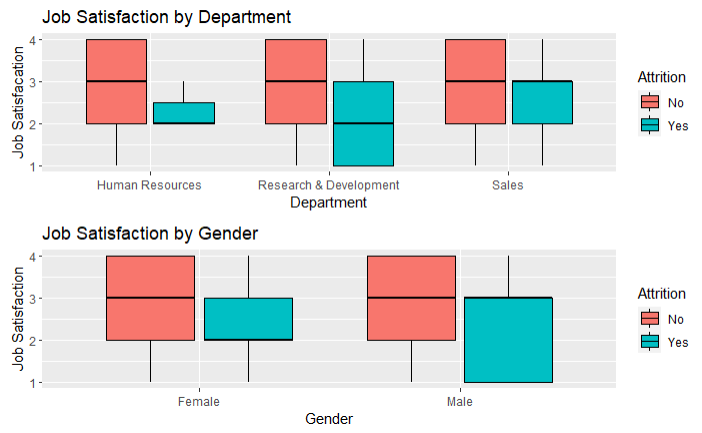 Job Satisfaction by Department
Job Satisfacation
4
3
2
1
Human Resources
Research & Development
Sales
Department
Attrition
No
Yes
Job Satisfaction by Gender
Job Satisfaction
4
3
2
1
Female
Male
Gender
Attrition
No
Yes